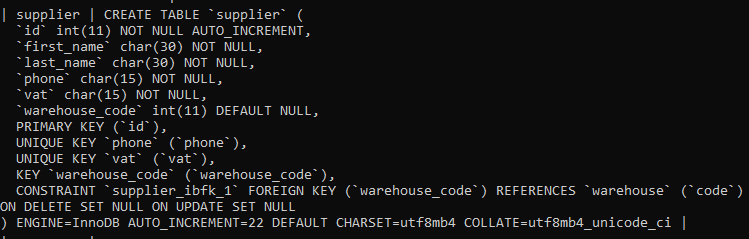 | supplier | CREATE TABLE `supplier` (
  `id` int(11) NOT NULL AUTO_INCREMENT,
  `first_name` char(30) NOT NULL,
  `last_name` char(30) NOT NULL,
  `phone` char(15) NOT NULL,
  `vat` char(15) NOT NULL,
  `warehouse_code` int(11) DEFAULT NULL,
  PRIMARY KEY (`id`),
  UNIQUE KEY `phone` (`phone`),
  UNIQUE KEY `vat` (`vat`),
  KEY `warehouse_code` (`warehouse_code`),
  CONSTRAINT `supplier_ibfk_1` FOREIGN KEY (`warehouse_code`) REFERENCES `warehouse` (`code`)
ON DELETE SET NULL ON UPDATE SET NULL
) ENGINE=InnoDB AUTO_INCREMENT=22 DEFAULT CHARSET=utf8mb4 COLLATE=utf8mb4_unicode_ci |